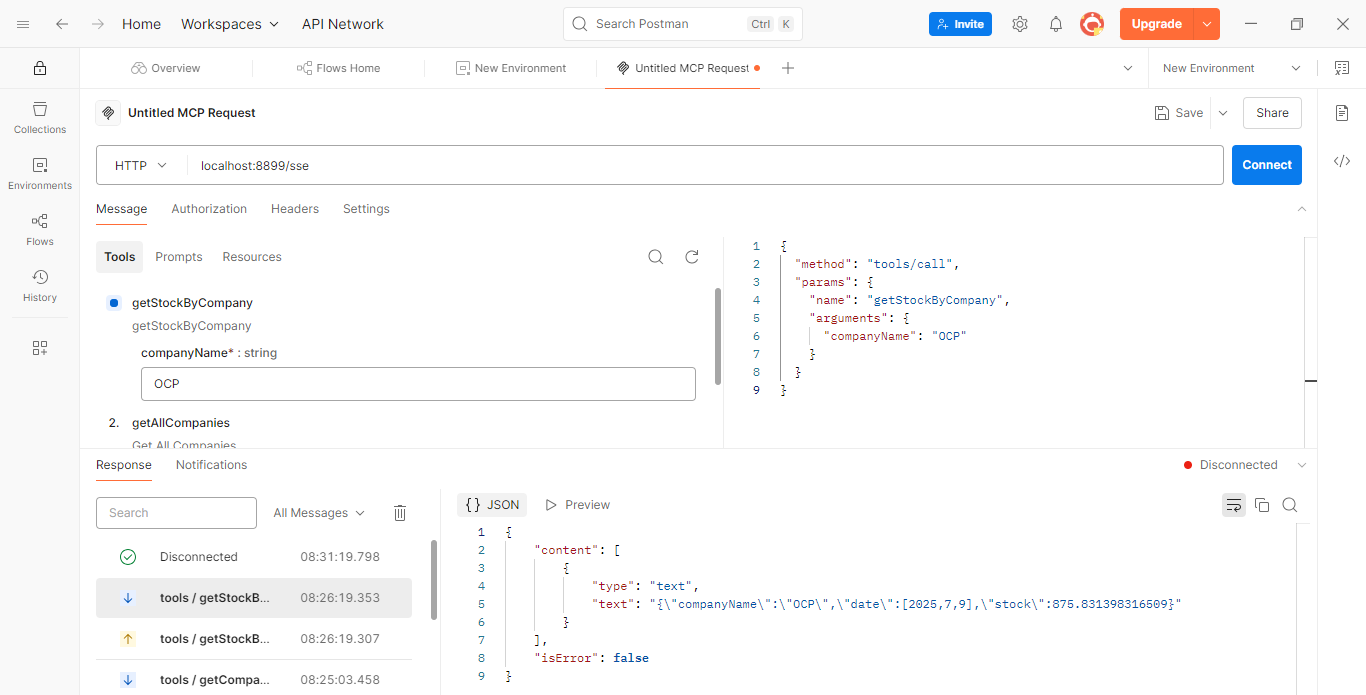 Home Workspaces API Network Search Postman Ctrl K Invite Upgrade
Overview Flows Home New Environment Untitled MCP Request New Environment
Collections
Environments
Flows
History
Untitled MCP Request Save Share
HTTP localhost:8899/sse Connect
Message Authorization Headers Settings
Tools Prompts Resources
getStockByCompany
getStockByCompany
companyName* : string
OCP
2. getAllCompanies
Get All Companies
1 {
2 "method": "tools/call",
3 "params": {
4 "name": "getStockByCompany",
5 "arguments": {
6 "companyName": "OCP"
7 }
8 }
9 }
Response Notifications Disconnected
Search All Messages
Disconnected 08:31:19.798
tools / getStockB... 08:26:19.353
tools / getStockB... 08:26:19.307
tools / getCompa... 08:25:03.458
{} JSON Preview
1 {
2 "content": [
3 {
4 "type": "text",
5 "text": "{\"companyName\":\"OCP\",\"date\":[2025,7,9],\"stock\":875.831398316509}"
6 }
7 ],
8 "isError": false
9 }